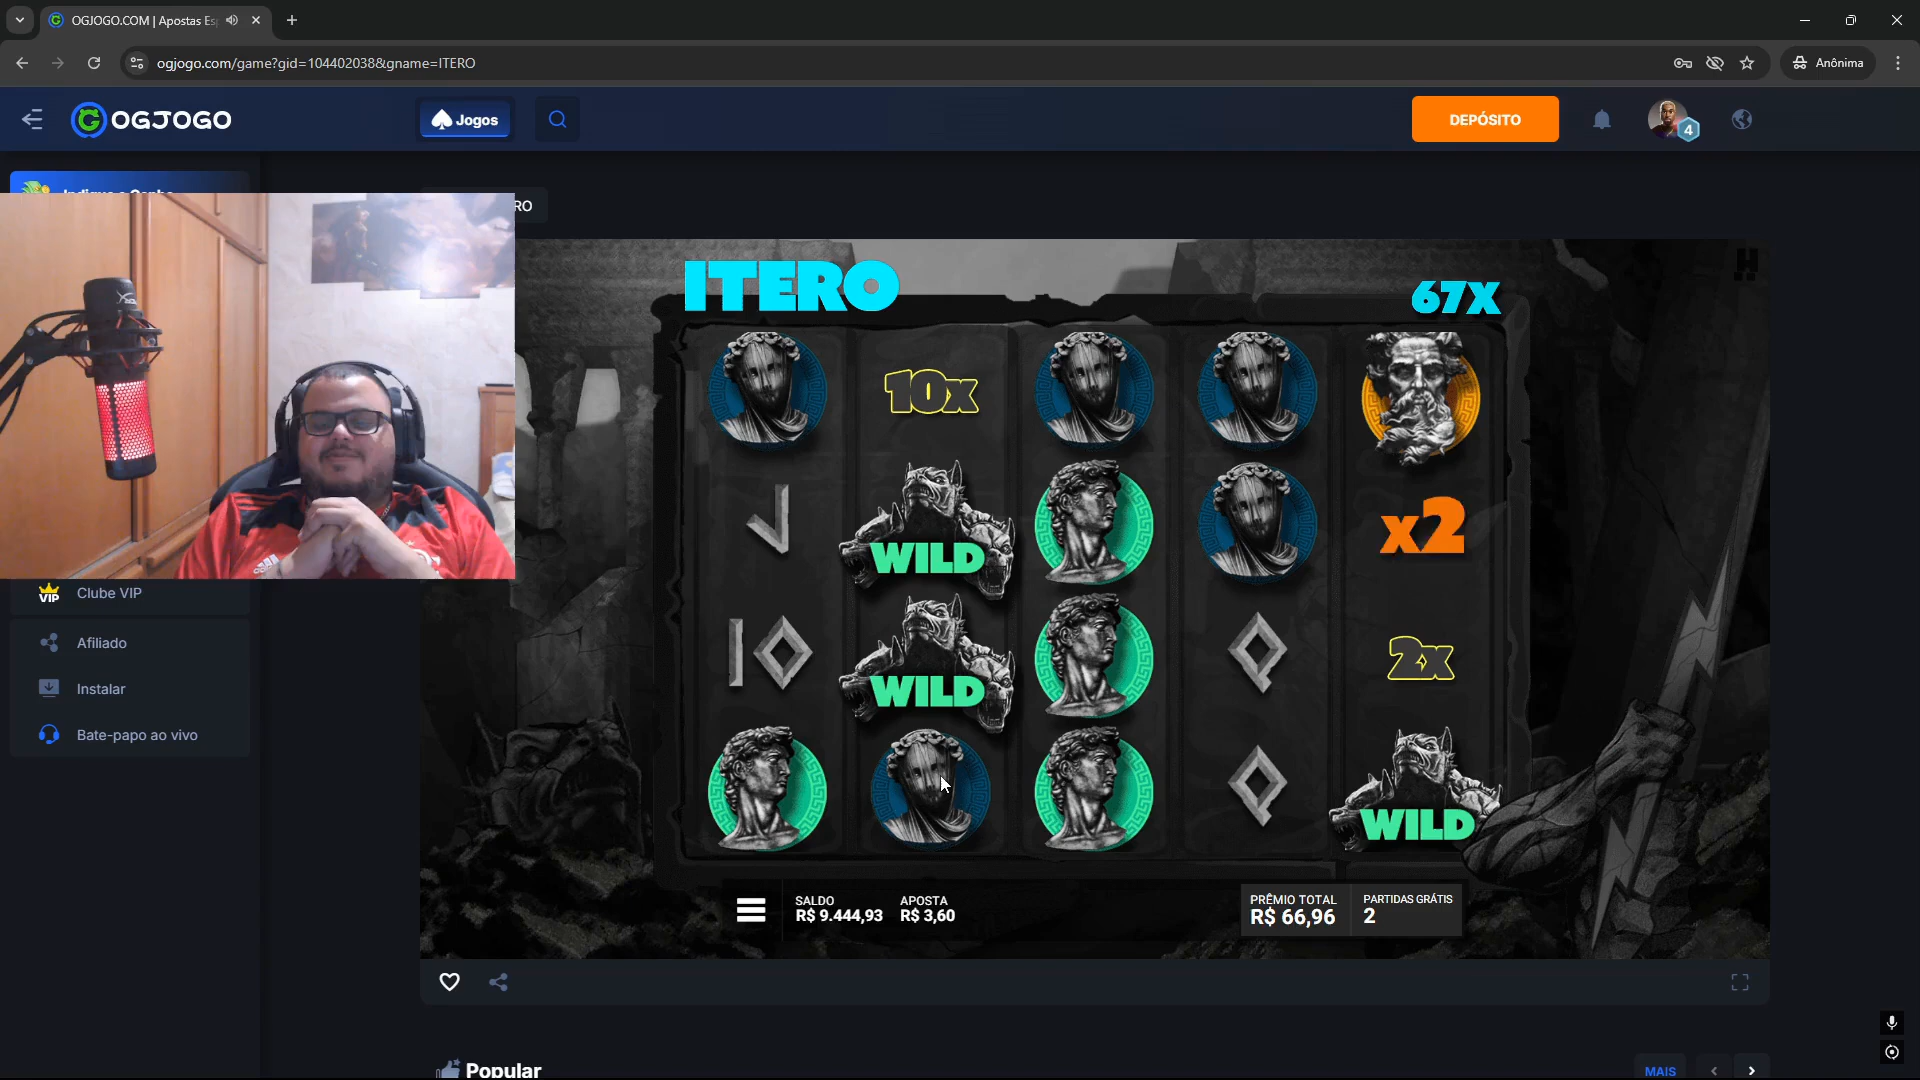 OGJOGO.COM | Apostas Es
ogjogo.com/game?gid=104402038&gname=ITERO
Anônima
OGJOGO
Jogos
DEPÓSITO
4
RO
ITERO
67X
10x
WILD
x2
J
WILD
10
Q
2x
Q
WILD
VIP
Clube VIP
Afiliado
Instalar
Bate-papo ao vivo
SALDO
R$ 9.444,93
APOSTA
R$ 3,60
PRÊMIO TOTAL
R$ 66,96
PARTIDAS GRÁTIS
2
Popular
MAIS